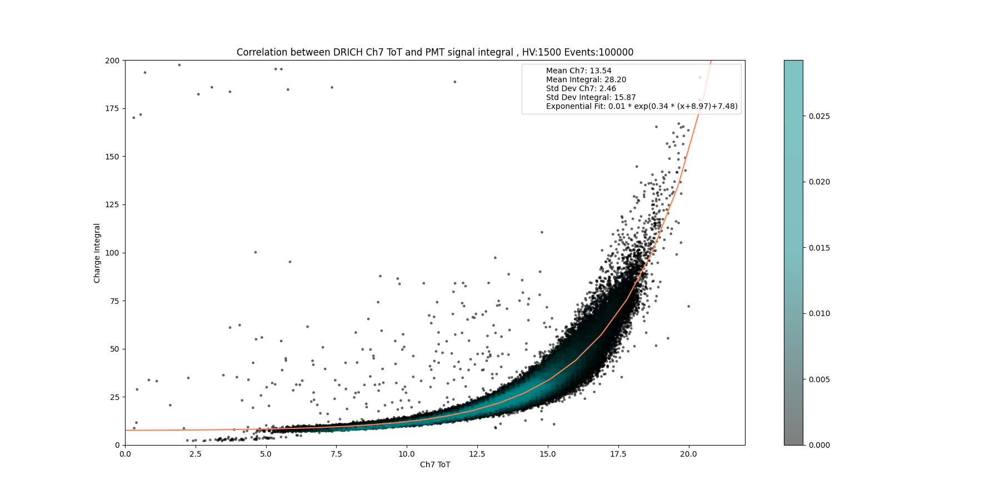 Correlation between DRICH Ch7 ToT and PMT signal integral , HV:1500 Events:100000
Mean Ch7: 13.54
Mean Integral: 28.20
Std Dev Ch7: 2.46
Std Dev Integral: 15.87
Exponential Fit: 0.01 * exp(0.34 * (x+8.97)+7.48)
Charge Integral
200
175
150
125
100
75
50
25
0
0.0 2.5 5.0 7.5 10.0 12.5 15.0 17.5 20.0
Ch7 ToT
0.025
0.020
0.015
0.010
0.005
0.000